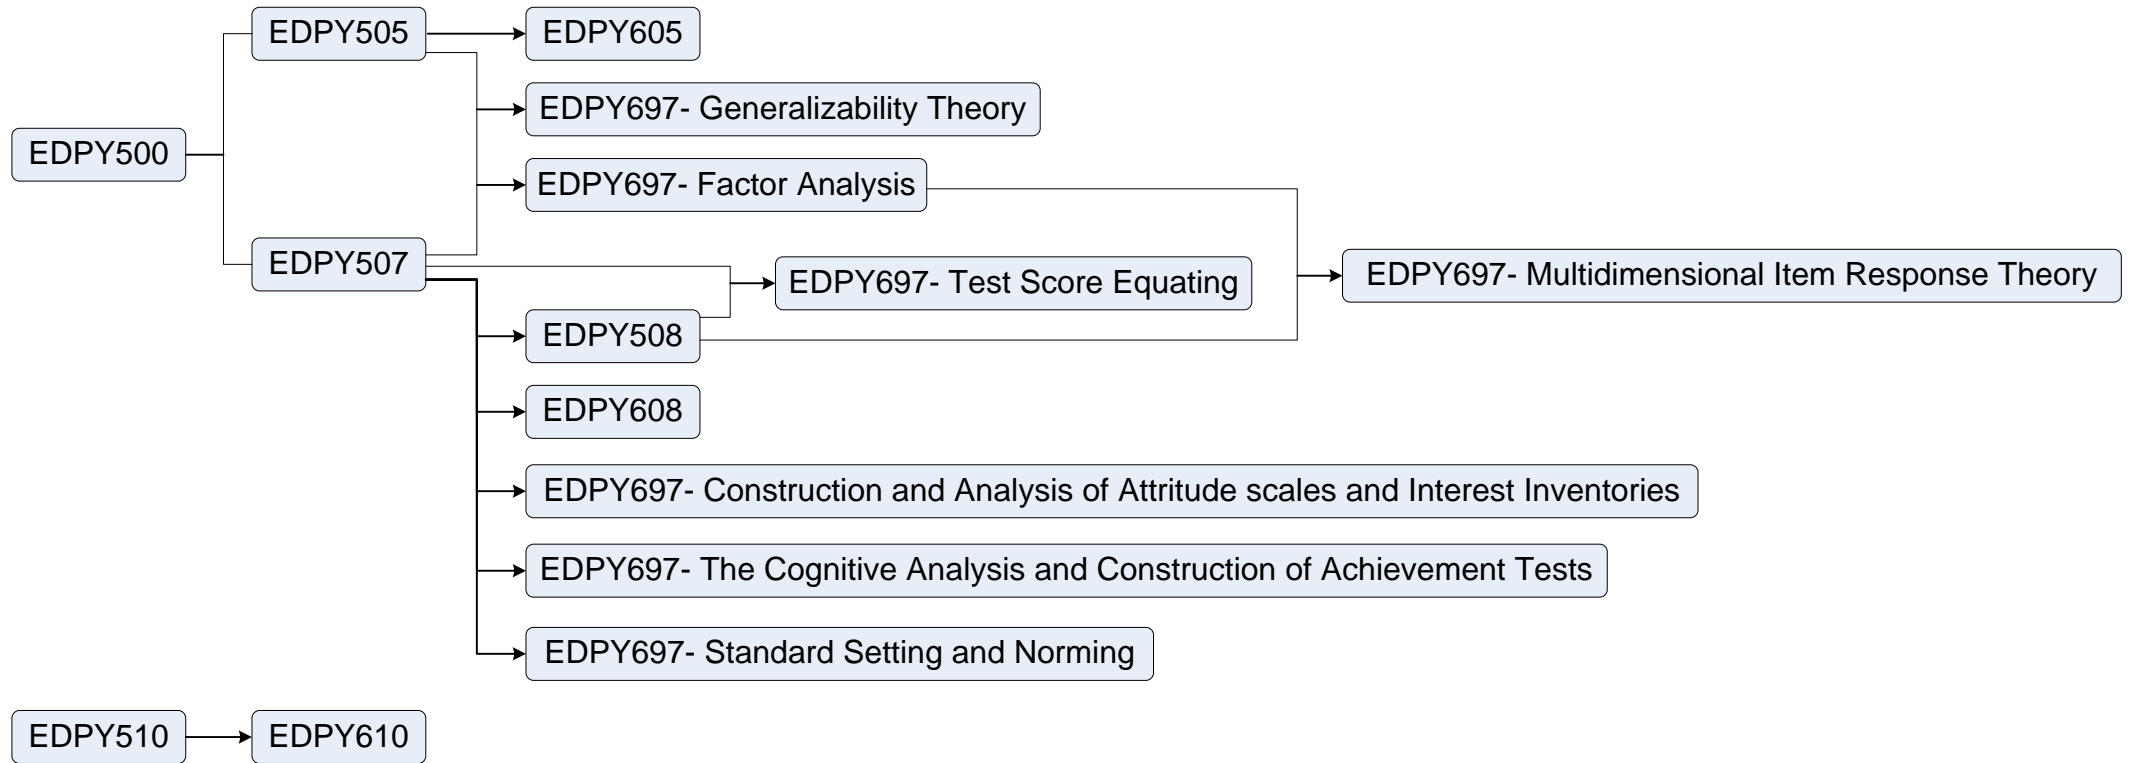 EDPY505
EDPY605
EDPY697- Generalizability Theory
EDPY500
EDPY697- Factor Analysis
EDPY507
EDPY697- Test Score Equating
EDPY697- Multidimensional Item Response Theory
EDPY508
EDPY608
EDPY697- Construction and Analysis of Attritude scales and Interest Inventories
EDPY697- The Cognitive Analysis and Construction of Achievement Tests
EDPY697- Standard Setting and Norming
EDPY510
EDPY610